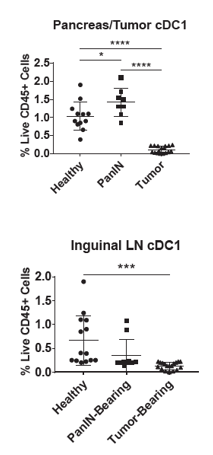 Pancreas/Tumor cDC1
****
*
****
% Live CD45+ Cells
2.5
2.0
1.5
1.0
0.5
0.0
Healthy
PanIN
Tumor
Inguinal LN cDC1
***
% Live CD45+ Cells
2.0
1.5
1.0
0.5
0.0
Healthy
PanIN-Bearing
Tumor-Bearing